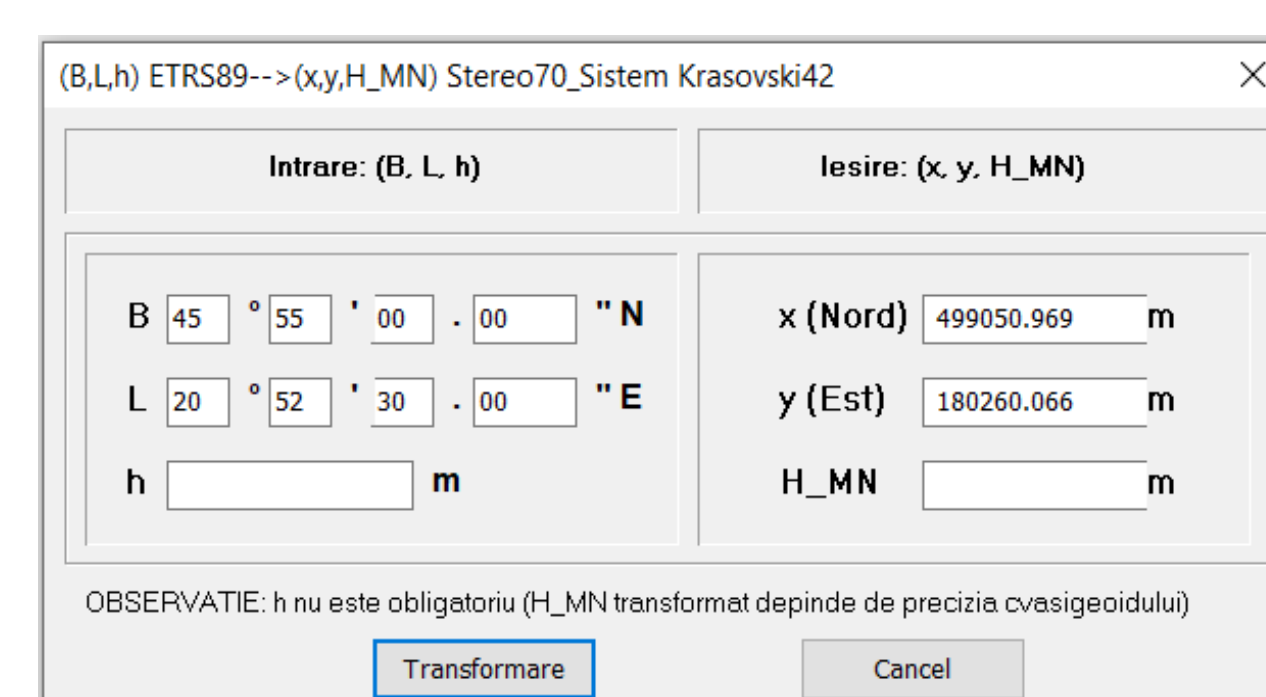 (B,L,h) ETRS89-->(x,y,H_MN) Stereo70_Sistem Krasovski42
Intrare: (B, L, h) Iesire: (x, y, H_MN)
B 45 ° 55 ' 00 . 00 " N x (Nord) 499050.969 m
L 20 ° 52 ' 30 . 00 " E y (Est) 180260.066 m
h m H_MN m
OBSERVATIE: h nu este obligatoriu (H_MN transformat depinde de precizia cvasigeoidului)
Transformare Cancel